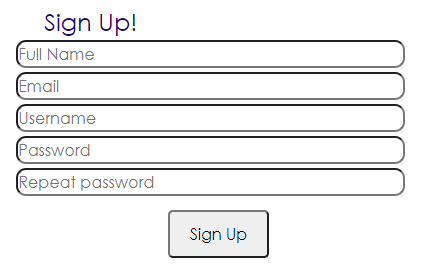 Sign Up!
Full Name
Email
Username
Password
Repeat password
Sign Up